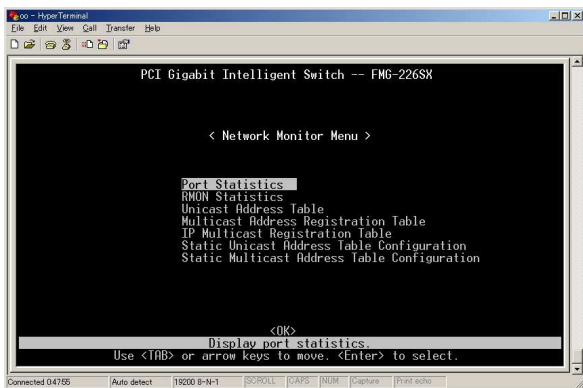 oo - HyperTerminal
File Edit View Call Transfer Help
PCI Gigabit Intelligent Switch -- FMG-226SX
< Network Monitor Menu >
Port Statistics
RMON Statistics
Unicast Address Table
Multicast Address Registration Table
IP Multicast Registration Table
Static Unicast Address Table Configuration
Static Multicast Address Table Configuration
<OK>
Display port statistics.
Use <TAB> or arrow keys to move. <Enter> to select.
Connected 0:47:55 Auto detect 19200 8-N-1 SCROLL CAPS NUM Capture Print echo